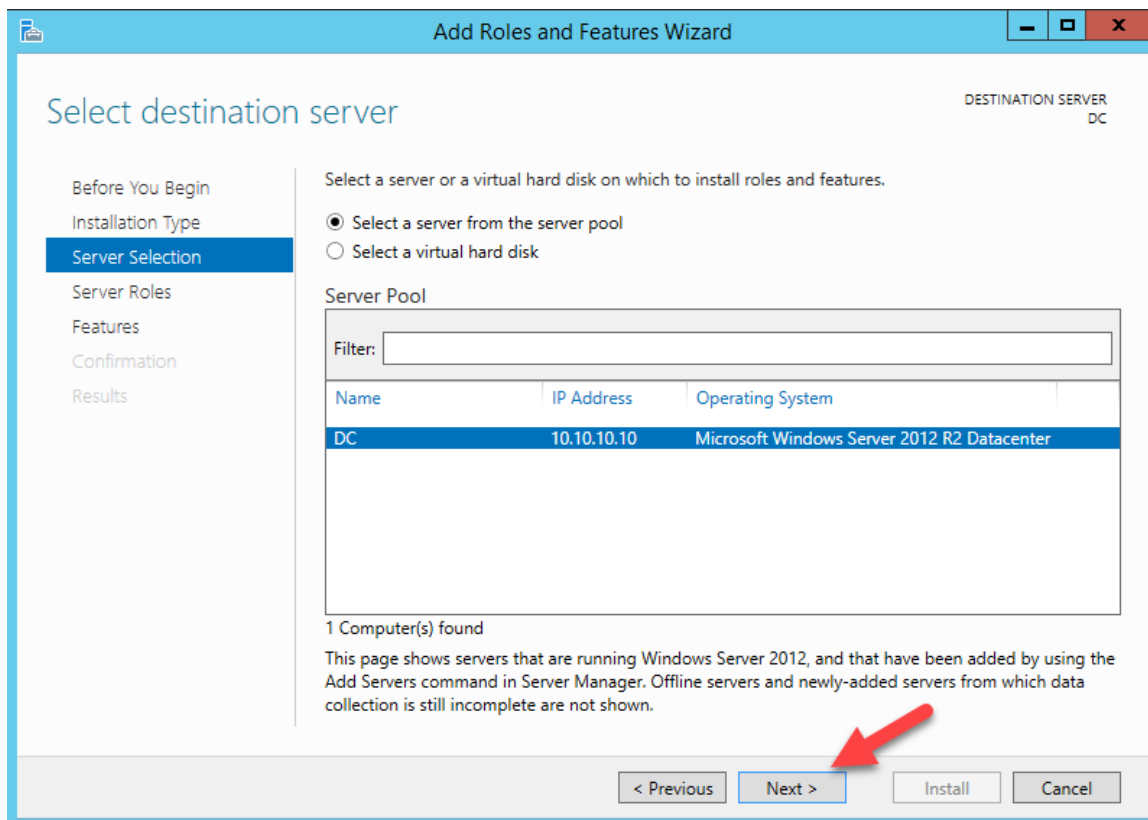 Add Roles and Features Wizard
Select destination server
DESTINATION SERVER
DC
Before You Begin
Installation Type
Server Selection
Server Roles
Features
Confirmation
Results
Select a server or a virtual hard disk on which to install roles and features.
Select a server from the server pool
Select a virtual hard disk
Server Pool
Filter:
Name IP Address Operating System
DC 10.10.10.10 Microsoft Windows Server 2012 R2 Datacenter
1 Computer(s) found
This page shows servers that are running Windows Server 2012, and that have been added by using the
Add Servers command in Server Manager. Offline servers and newly-added servers from which data
collection is still incomplete are not shown.
< Previous Next > Install Cancel